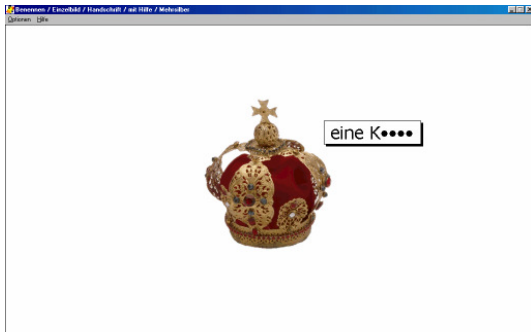 Benennen / Einzelbild / Handschrift / mit Hilfe / Mehrsilber
Optionen Hilfe
eine K••••